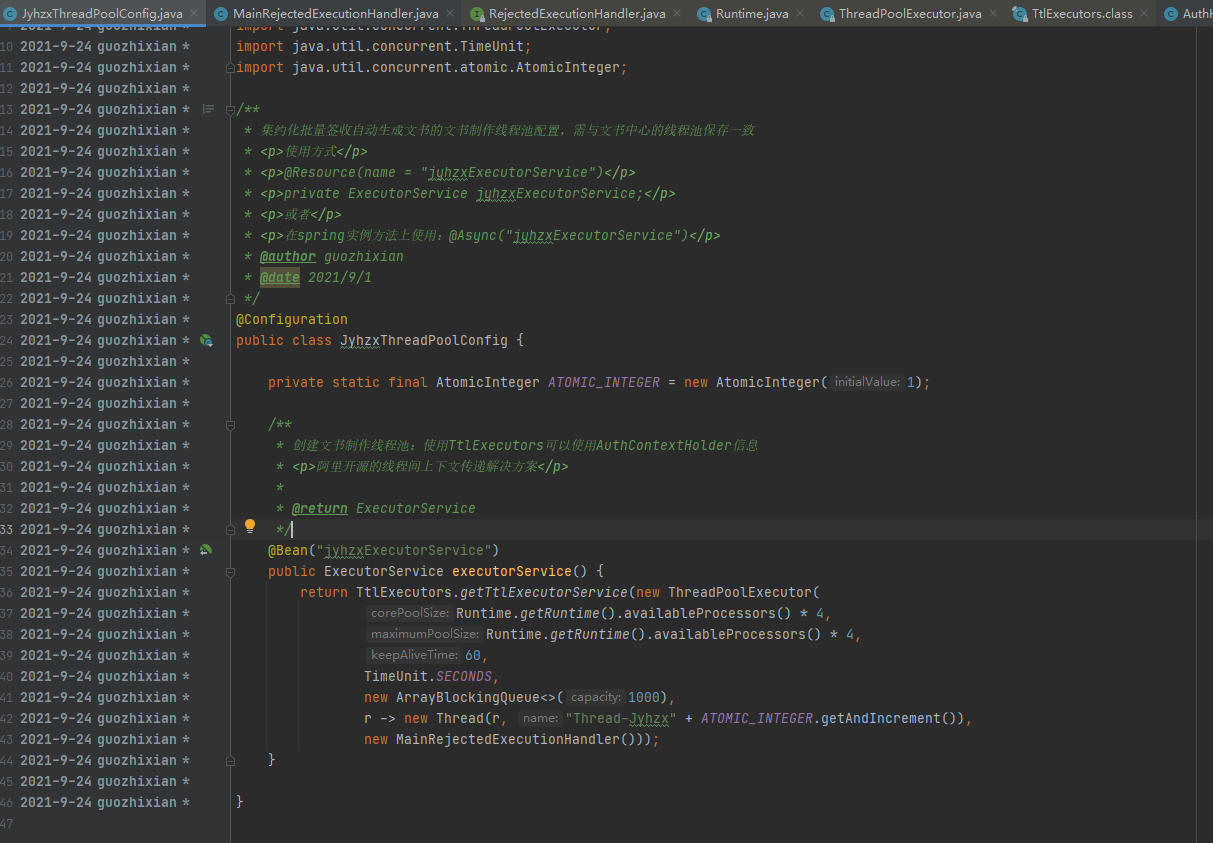 JyhzxThreadPoolConfig.java × MainRejectedExecutionHandler.java × RejectedExecutionHandler.java × Runtime.java × ThreadPoolExecutor.java × TtlExecutors.class × AuthH
import java.util.concurrent.ThreadPoolExecutor;
10 2021-9-24 guozhixian * import java.util.concurrent.TimeUnit;
11 2021-9-24 guozhixian * import java.util.concurrent.atomic.AtomicInteger;
12 2021-9-24 guozhixian *
13 2021-9-24 guozhixian * /**
14 2021-9-24 guozhixian * * 集约化批量签收自动生成文书的文书制作线程池配置，需与文书中心的线程池保存一致
15 2021-9-24 guozhixian * * <p>使用方式</p>
16 2021-9-24 guozhixian * * <p>@Resource(name = "jyhzxExecutorService")</p>
17 2021-9-24 guozhixian * * <p>private ExecutorService jyhzxExecutorService;</p>
18 2021-9-24 guozhixian * * <p>或者</p>
19 2021-9-24 guozhixian * * <p>在spring实例方法上使用：@Async("jyuhzxExecutorService")</p>
20 2021-9-24 guozhixian * * @author guozhixian
21 2021-9-24 guozhixian * * @date 2021/9/1
22 2021-9-24 guozhixian * */
23 2021-9-24 guozhixian * @Configuration
24 2021-9-24 guozhixian * public class JyhzxThreadPoolConfig {
25 2021-9-24 guozhixian *
26 2021-9-24 guozhixian * private static final AtomicInteger ATOMIC_INTEGER = new AtomicInteger( initialValue: 1);
27 2021-9-24 guozhixian *
28 2021-9-24 guozhixian * /**
29 2021-9-24 guozhixian * * 创建文书制作线程池：使用TtlExecutors可以使用AuthContextHolder信息
30 2021-9-24 guozhixian * * <p>阿里开源的线程间上下文传递解决方案</p>
31 2021-9-24 guozhixian * *
32 2021-9-24 guozhixian * * @return ExecutorService
33 2021-9-24 guozhixian * */
34 2021-9-24 guozhixian * @Bean("jyhzxExecutorService")
35 2021-9-24 guozhixian * public ExecutorService executorService() {
36 2021-9-24 guozhixian * return TtlExecutors.getTtlExecutorService(new ThreadPoolExecutor(
37 2021-9-24 guozhixian * corePoolSize: Runtime.getRuntime().availableProcessors() * 4,
38 2021-9-24 guozhixian * maximumPoolSize: Runtime.getRuntime().availableProcessors() * 4,
39 2021-9-24 guozhixian * keepAliveTime: 60,
40 2021-9-24 guozhixian * TimeUnit.SECONDS,
41 2021-9-24 guozhixian * new ArrayBlockingQueue<>( capacity: 1000),
42 2021-9-24 guozhixian * r -> new Thread(r, name: "Thread-Jyhzx" + ATOMIC_INTEGER.getAndIncrement()),
43 2021-9-24 guozhixian * new MainRejectedExecutionHandler()));
44 2021-9-24 guozhixian * }
45 2021-9-24 guozhixian *
46 2021-9-24 guozhixian * }
47